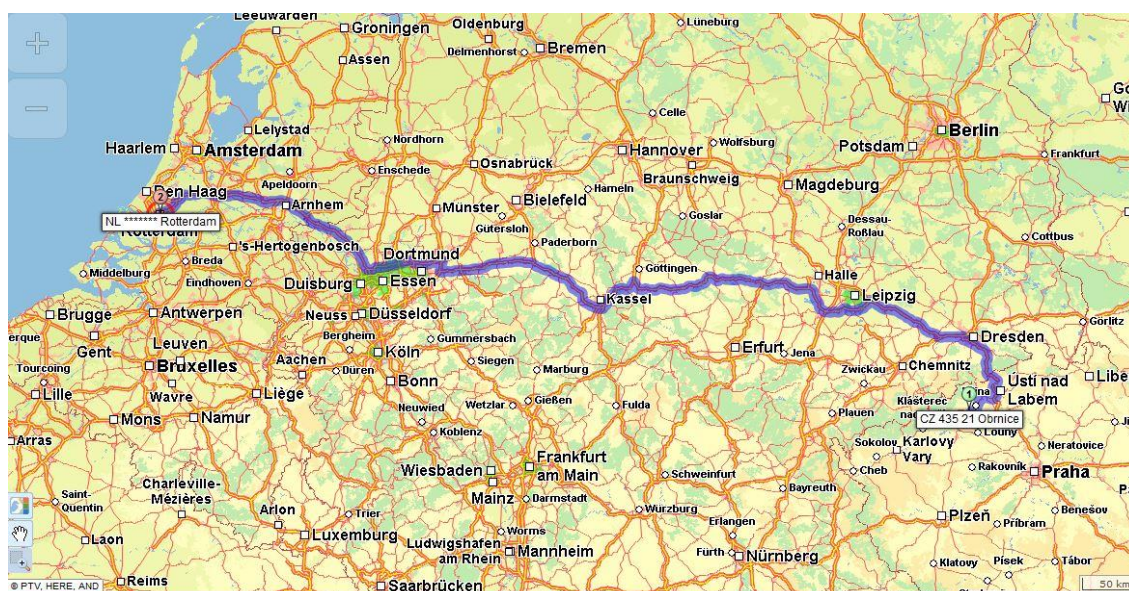 Leeuwarden
Groningen
Assen
Oldenburg
Delmenhorst
Bremen
Lüneburg
Celle
Wolfsburg
Berlin
Potsdam
Frankfurt
Lelystad
Haarlem
Amsterdam
Nordhorn
Osnabrück
Hannover
Braunschweig
Magdeburg
Den Haag
Apeldoorn
Enschede
Arnhem
Münster
Bielefeld
Hameln
Gütersloh
Goslar
Dessau-
Roßlau
Cottbus
2
NL ******* Rotterdam
Rotterdam
's-Hertogenbosch
Paderborn
Middelburg
Breda
Eindhoven
Dortmund
Duisburg
Essen
Göttingen
Halle
Leipzig
Kassel
Brugge
Antwerpen
Neuss
Düsseldorf
Gummersbach
Gent
Leuven
Bruxelles
Aachen
Bergheim
Düren
Köln
Siegen
Marburg
Erfurt
Jena
Dresden
Görlitz
Chemnitz
Zwickau
Tourcoing
Lille
Wavre
Liège
Bonn
Wetzlar
Gießen
Fulda
Plauen
1
Klášterec
Ústí nad
Labem
CZ 435 21 Obrnice
Louny
Mons
Namur
Neuwied
Koblenz
Arras
Sokolov
Karlovy
Vary
Cheb
Rakovník
Neratovice
Praha
Wiesbaden
Frankfurt
am Main
Mainz
Darmstadt
Schweinfurt
Bayreuth
Würzburg
Erlangen
Charleville-
Mézières
Saint-
Quentin
Arlon
Trier
Luxemburg
Worms
Ludwigshafen
am Rhein
Mannheim
Fürth
Nürnberg
Plzeň
Příbram
Benešov
Klatovy
Písek
Tábor
Laon
Reims
Saarbrücken
© PTV, HERE, AND
50 km